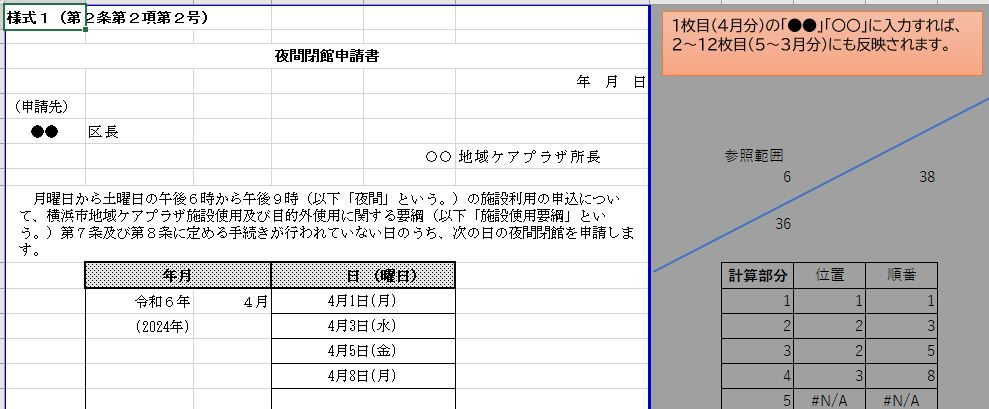 様式１（第２条第２項第２号）
1枚目(４月分)の「●●」「〇〇」に入力すれば、
２～12枚目(５～３月分)にも反映されます。
夜間閉館申請書
年　月　日
（申請先）
●●　区長
〇〇 地域ケアプラザ所長
参照範囲
6　38
36
月曜日から土曜日の午後６時から午後９時（以下「夜間」という。）の施設利用の申込につい
て、横浜市地域ケアプラザ施設使用及び目的外使用に関する要綱（以下「施設使用要綱」とい
う。）第７条及び第８条に定める手続きが行われていない日のうち、次の日の夜間閉館を申請しま
す。
年月　日　（曜日）
令和６年　４月　4月1日(月)
(2024年)　4月3日(水)
4月5日(金)
4月8日(月)
計算部分　位置　順番
1　1　1
2　2　3
3　2　5
4　3　8
5　#N/A　#N/A